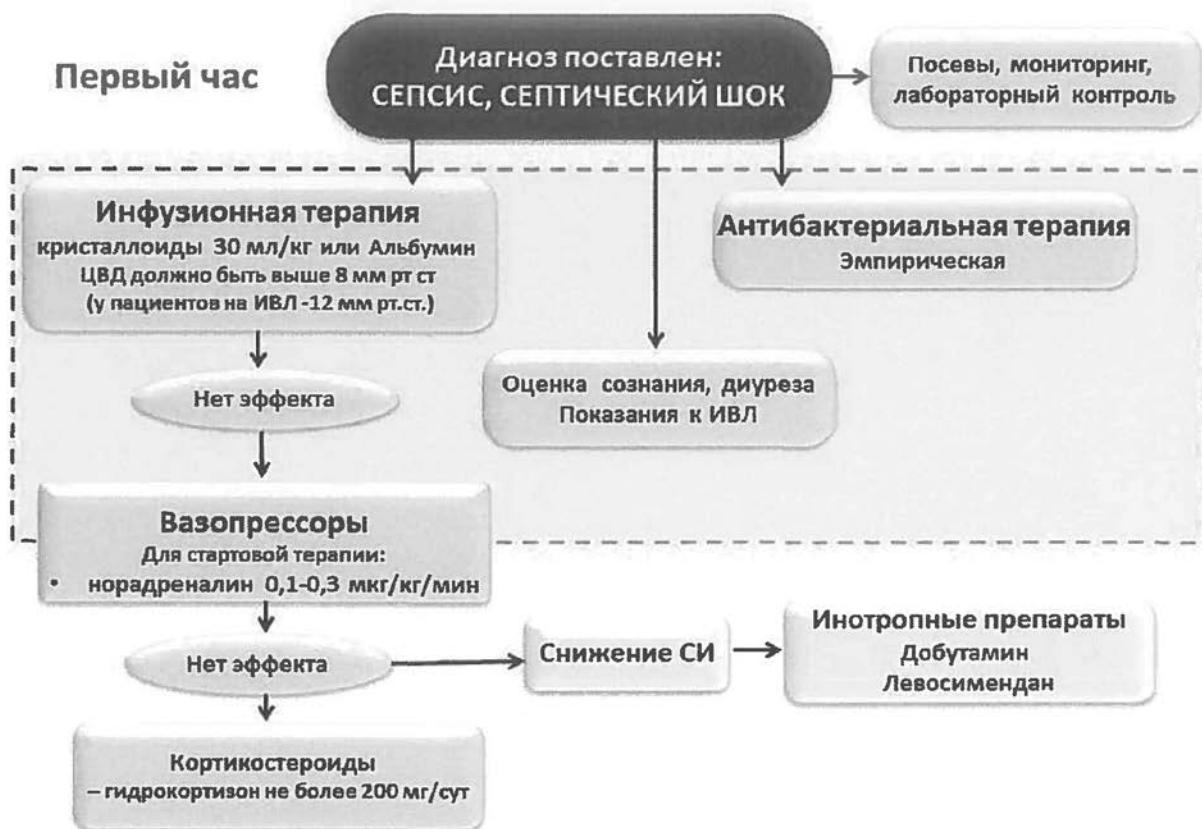 Первый час
Диагноз поставлен:
СЕПСИС, СЕПТИЧЕСКИЙ ШОК
Посевы, мониторинг,
лабораторный контроль
Инфузионная терапия
кристаллоиды 30 мл/кг или Альбумин
ЦВД должно быть выше 8 мм рт ст
(у пациентов на ИВЛ -12 мм рт.ст.)
Антибактериальная терапия
Эмпирическая
Нет эффекта
Оценка сознания, диуреза
Показания к ИВЛ
Вазопрессоры
Для стартовой терапии:
• норадреналин 0,1-0,3 мкг/кг/мин
Нет эффекта
Снижение СИ
Инотропные препараты
Добутамин
Левосимендан
Кортикостероиды
– гидрокортизон не более 200 мг/сут